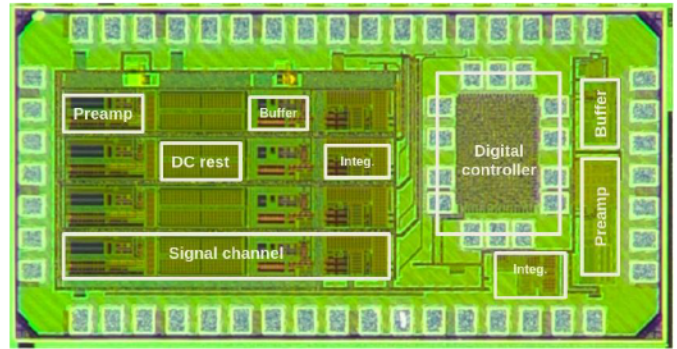 Preamp
Buffer
DC rest
Integ.
Signal channel
Digital
controller
Buffer
Preamp
Integ.